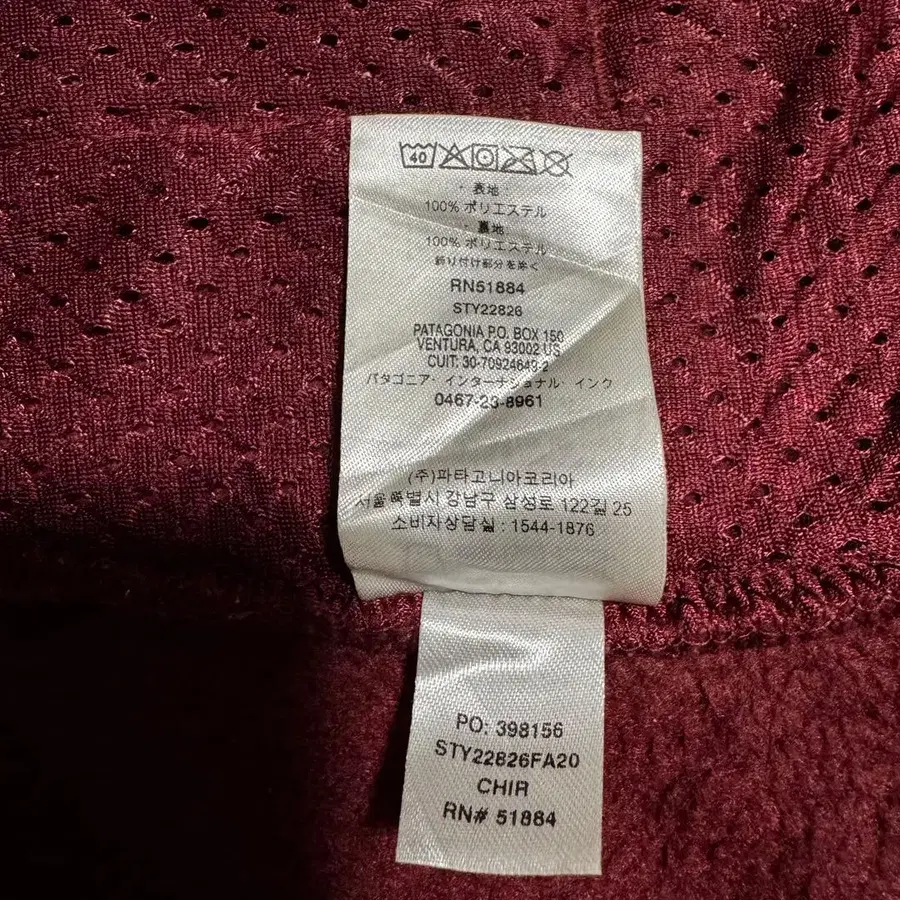 40
・表地:
100% ポリエステル
・裏地:
100% ポリエステル
折り付け部分を除く
RN51884
STY22826
PATAGONIA P.O. BOX 150
VENTURA, CA 93002 US
CUIT: 30-70924643-2
パタゴニア・インターナショナル・インク
0467-23-8961
(주)파타고니아코리아
서울특별시 강남구 삼성로 122길 25
소비자상담실 : 1544-1876
PO: 398156
STY22826FA20
CHIR
RN# 51884